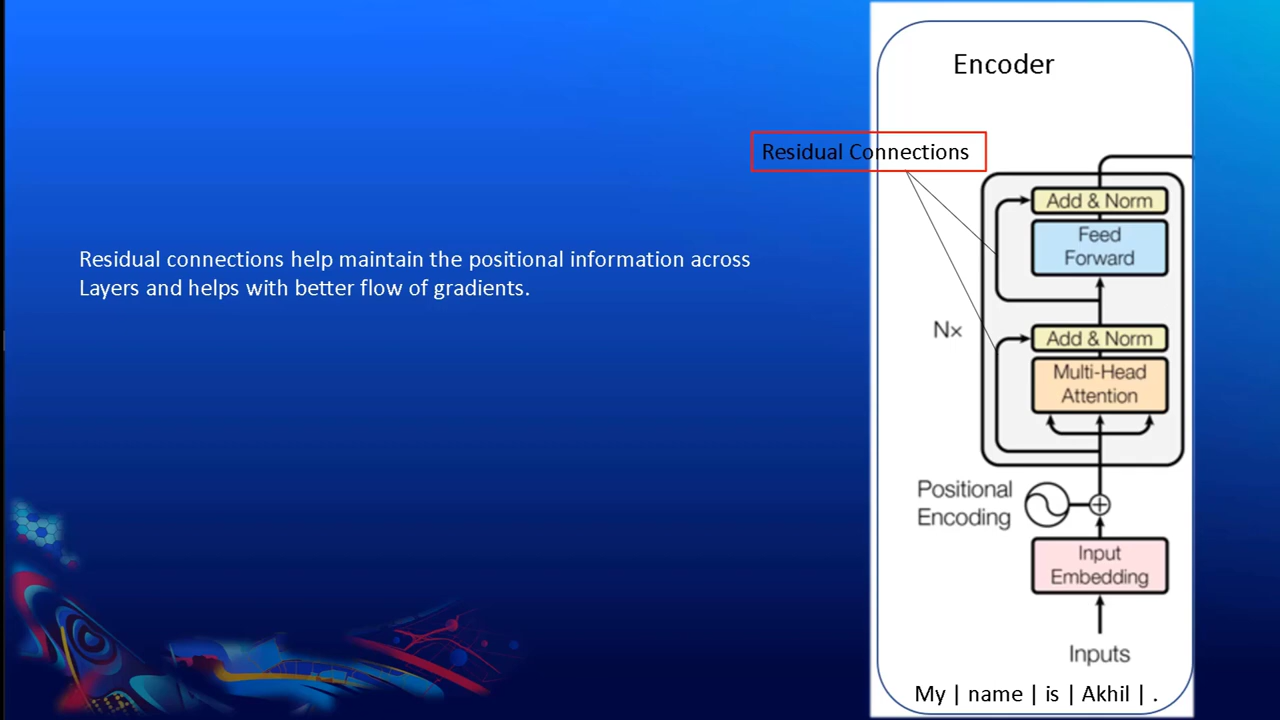 Encoder
Residual Connections
Add & Norm
Feed
Forward
Residual connections help maintain the positional information across
Layers and helps with better flow of gradients.
N×
Add & Norm
Multi-Head
Attention
Positional
Encoding
Input
Embedding
Inputs
My | name | is | Akhil | .